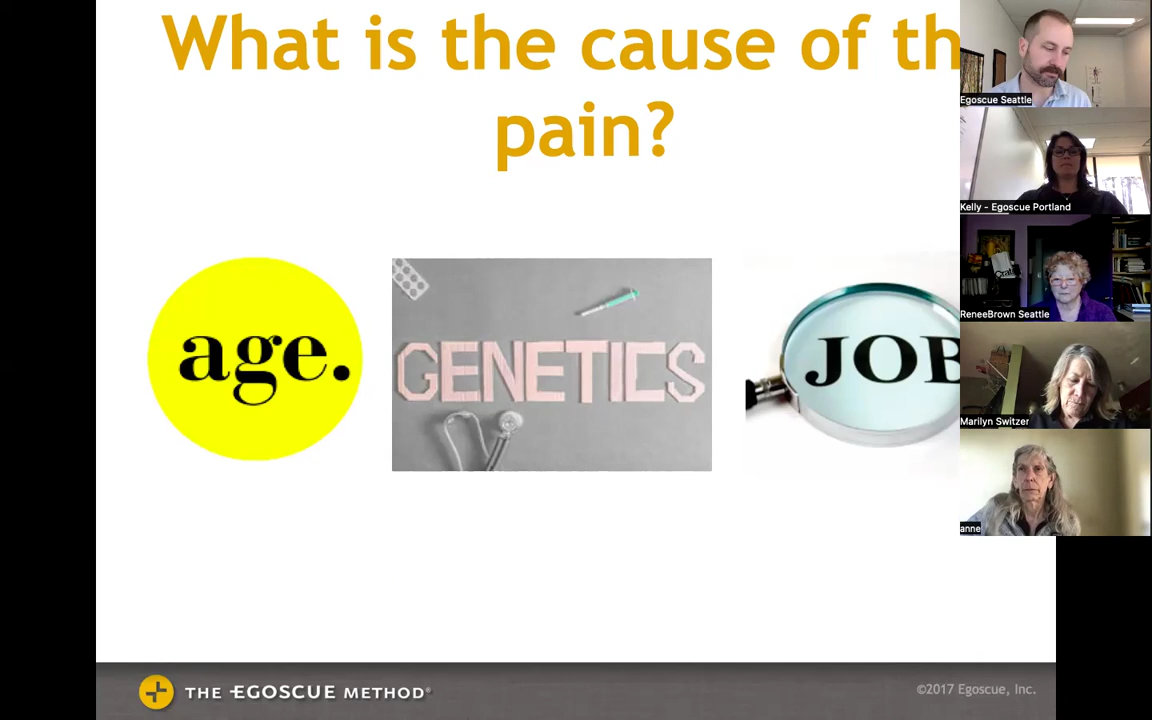 What is the cause of th
pain?
age.
GENETICS
JOB
THE EGOSCUE METHOD®
©2017 Egoscue, Inc.
Egoscue Seattle
Kelly - Egoscue Portland
ReneeBrown Seattle
Marilyn Switzer
anne